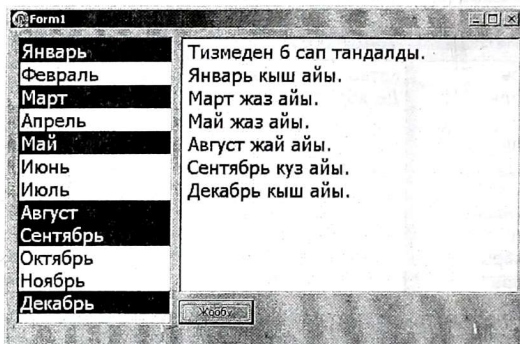 Form1
Январь
Февраль
Март
Апрель
Май
Июнь
Июль
Август
Сентябрь
Октябрь
Ноябрь
Декабрь
Тизмеден 6 сап тандалды.
Январь кыш айы.
Март жаз айы.
Май жаз айы.
Август жай айы.
Сентябрь куз айы.
Декабрь кыш айы.
Жообу